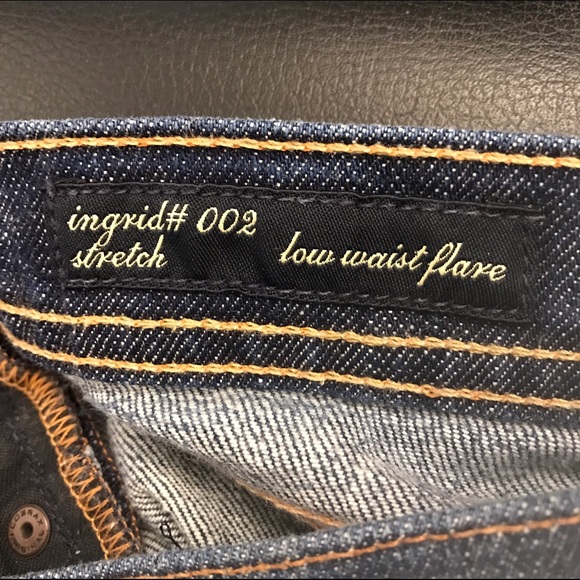 ingrid# 002
stretch low waist flare